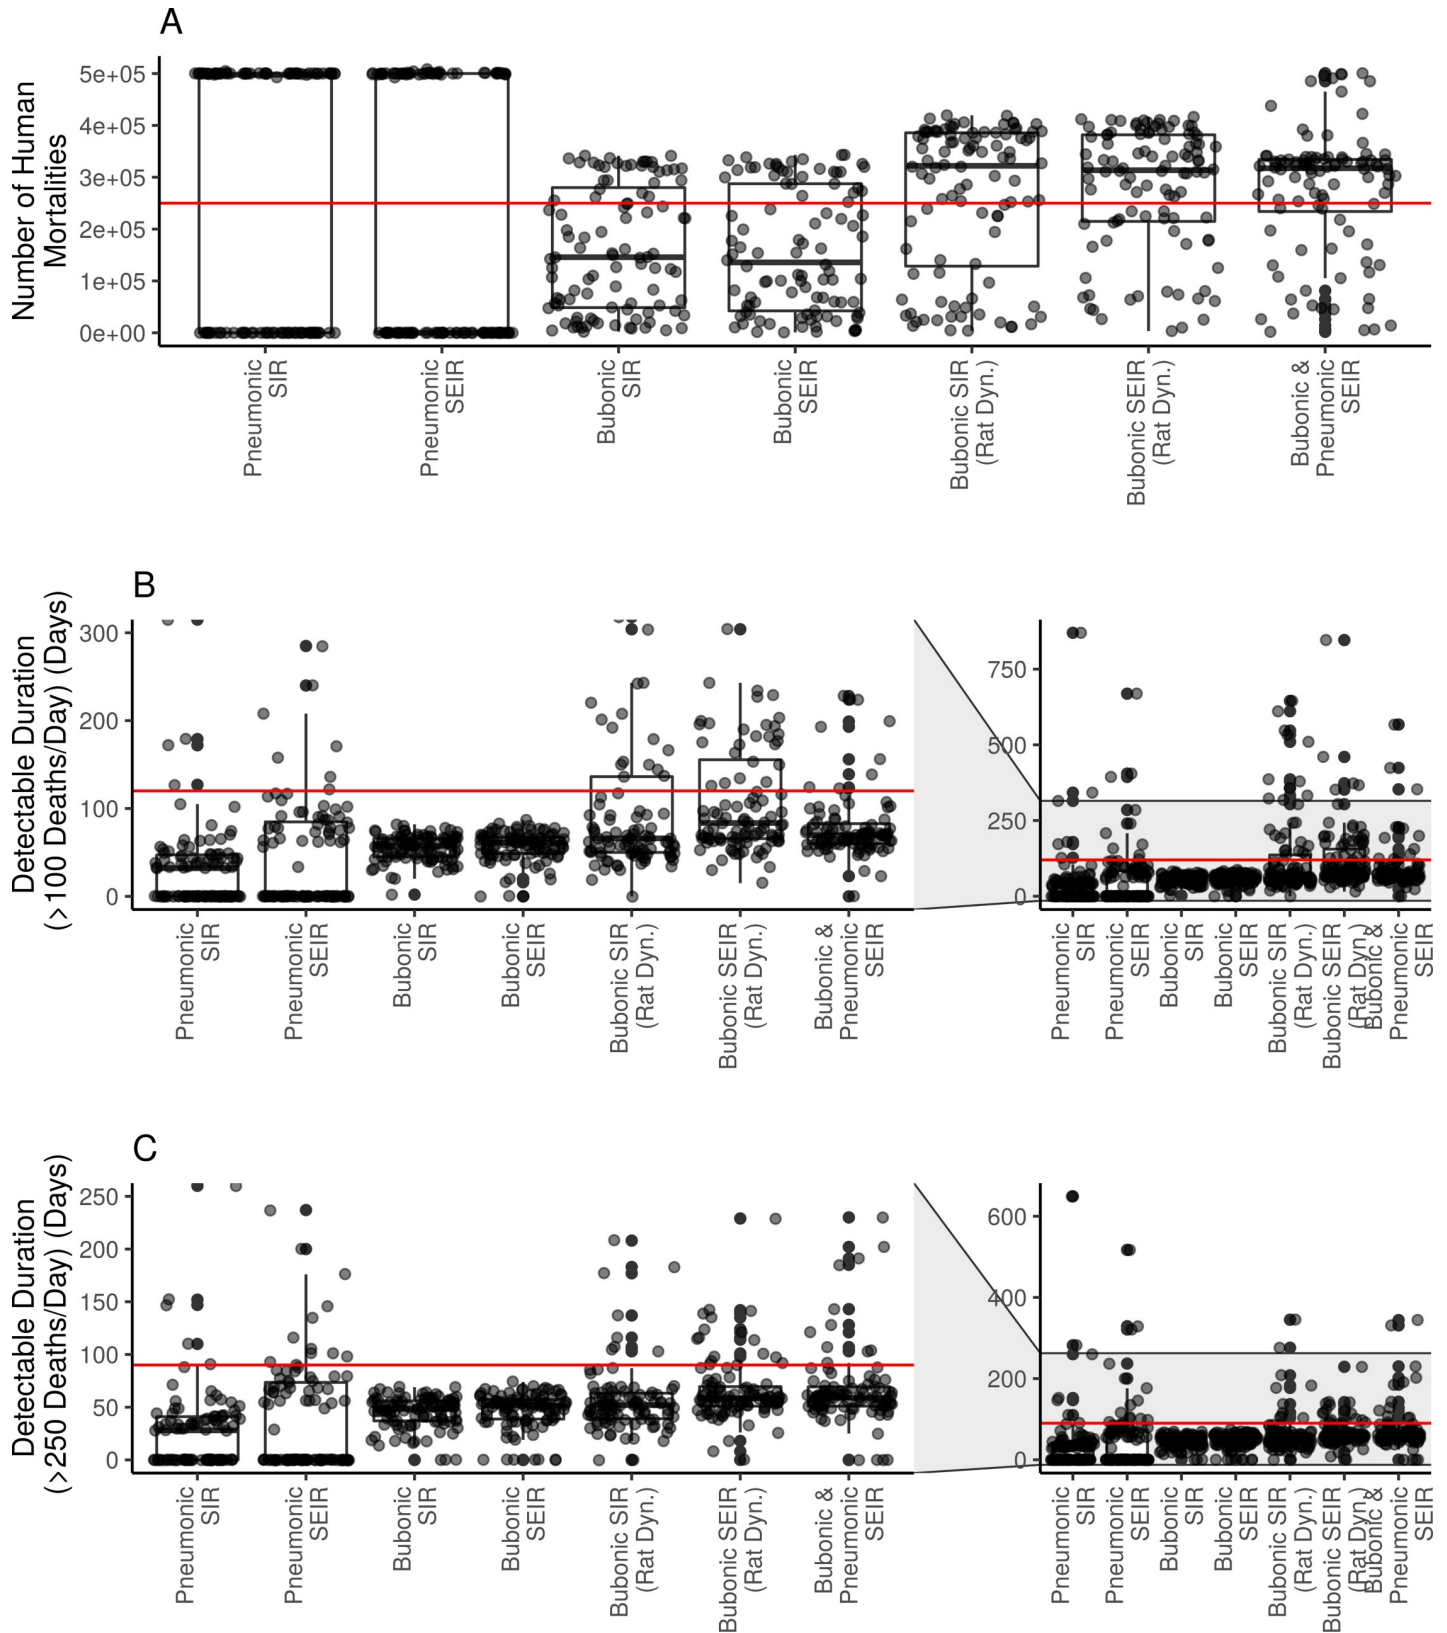 A
Number of Human
Mortalities
5e+05
4e+05
3e+05
2e+05
1e+05
0e+00
Pneumonic
SIR
Pneumonic
SEIR
Bubonic
SIR
Bubonic
SEIR
Bubonic SIR
(Rat Dyn.)
Bubonic SEIR
(Rat Dyn.)
Bubonic &
Pneumonic
SEIR
B
Detectable Duration
(>100 Deaths/Day) (Days)
300
200
100
0
Pneumonic
SIR
Pneumonic
SEIR
Bubonic
SIR
Bubonic
SEIR
Bubonic SIR
(Rat Dyn.)
Bubonic SEIR
(Rat Dyn.)
Bubonic &
Pneumonic
SEIR
750
500
250
0
Pneumonic
SIR
Pneumonic
SEIR
Bubonic
SIR
Bubonic
SEIR
Bubonic SIR
(Rat Dyn.)
Bubonic SEIR
(Rat Dyn.)
Bubonic &
Pneumonic
SEIR
C
Detectable Duration
(>250 Deaths/Day) (Days)
250
200
150
100
50
0
Pneumonic
SIR
Pneumonic
SEIR
Bubonic
SIR
Bubonic
SEIR
Bubonic SIR
(Rat Dyn.)
Bubonic SEIR
(Rat Dyn.)
Bubonic &
Pneumonic
SEIR
600
400
200
0
Pneumonic
SIR
Pneumonic
SEIR
Bubonic
SIR
Bubonic
SEIR
Bubonic SIR
(Rat Dyn.)
Bubonic SEIR
(Rat Dyn.)
Bubonic &
Pneumonic
SEIR